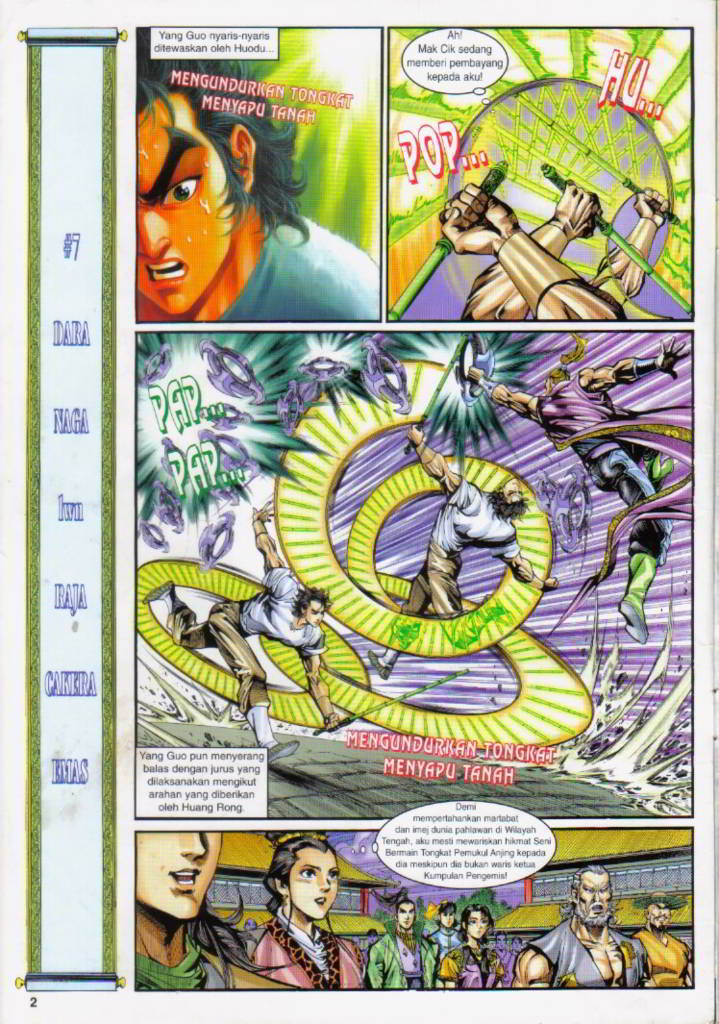 #7
DARA
NAGA
lwn
RAJA
CAKERA
EMAS
Yang Guo nyaris-nyaris
ditewaskan oleh Huodu...
MENGUNDURKAN TONGKAT
MENYAPU TANAH
Ah!
Mak Cik sedang
memberi pembayang
kepada aku!
HU...
POP...
PAP...
PAP...
MENGUNDURKAN TONGKAT
MENYAPU TANAH
Yang Guo pun menyerang
balas dengan jurus yang
dilaksanakan mengikut
arahan yang diberikan
oleh Huang Rong.
Demi
mempertahankan martabat
dan imej dunia pahlawan di Wilayah
Tengah, aku mesti mewariskan hikmat Seni
Bermain Tongkat Pemukul Anjing kepada
dia meskipun dia bukan waris ketua
Kumpulan Pengemis!
2